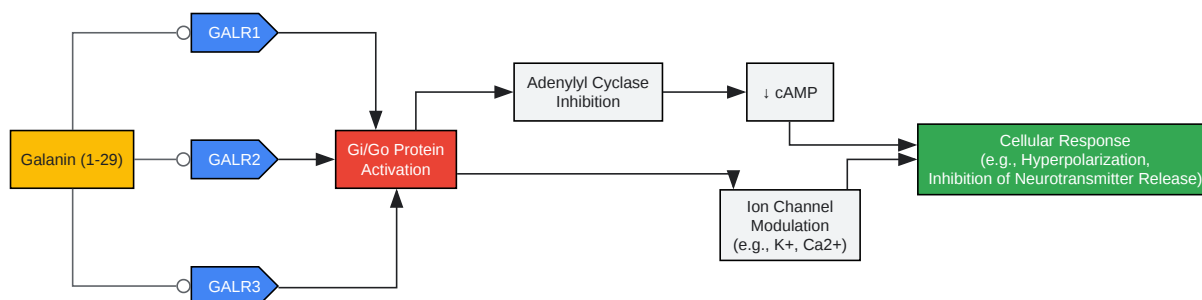 GALR1
Adenylyl Cyclase
Inhibition
↓ cAMP
Galanin (1-29)
GALR2
Gi/Go Protein
Activation
Cellular Response
(e.g., Hyperpolarization,
Inhibition of Neurotransmitter Release)
Ion Channel
Modulation
(e.g., K+, Ca2+)
GALR3